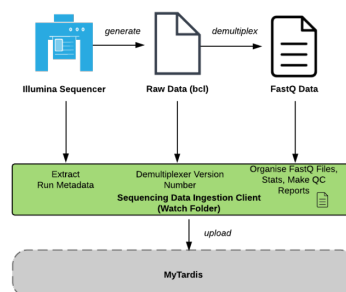 generate
demultiplex
Illumina Sequencer
Raw Data (bcl)
FastQ Data
Extract
Run Metadata
Demultiplexer Version
Number
Organise FastQ Files,
Stats, Make QC
Reports
Sequencing Data Ingestion Client
(Watch Folder)
upload
MyTardis